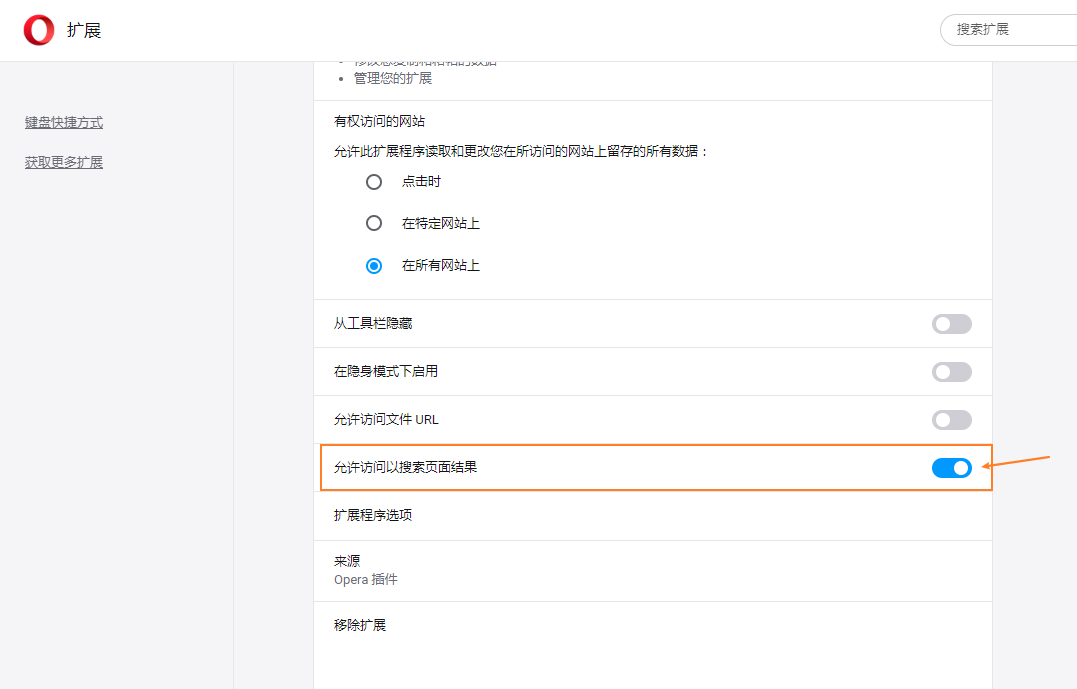 扩展
搜索扩展
键盘快捷方式
获取更多扩展
管理您的扩展
有权访问的网站
允许此扩展程序读取和更改您在所访问的网站上留存的所有数据：
点击时
在特定网站上
在所有网站上
从工具栏隐藏
在隐身模式下启用
允许访问文件 URL
允许访问以搜索页面结果
扩展程序选项
来源
Opera 插件
移除扩展